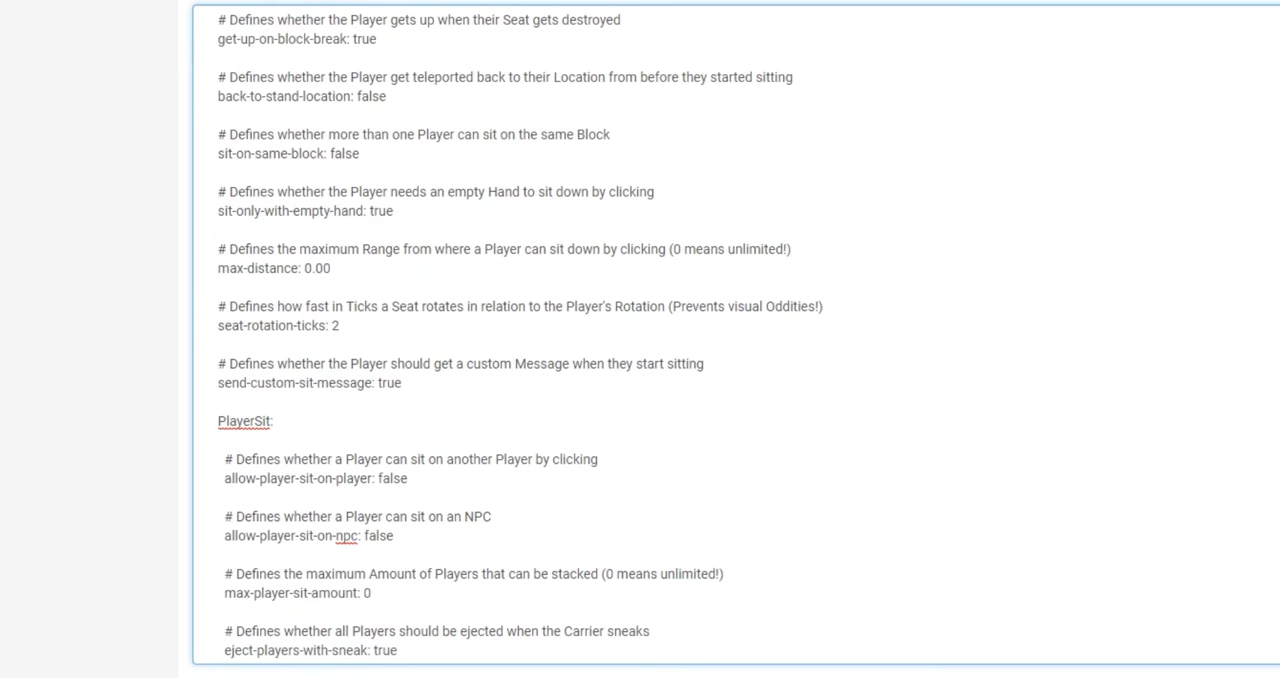 # Defines whether the Player gets up when their Seat gets destroyed
get-up-on-block-break: true
# Defines whether the Player get teleported back to their Location from before they started sitting
back-to-stand-location: false
# Defines whether more than one Player can sit on the same Block
sit-on-same-block: false
# Defines whether the Player needs an empty Hand to sit down by clicking
sit-only-with-empty-hand: true
# Defines the maximum Range from where a Player can sit down by clicking (0 means unlimited!)
max-distance: 0.00
# Defines how fast in Ticks a Seat rotates in relation to the Player's Rotation (Prevents visual Oddities!)
seat-rotation-ticks: 2
# Defines whether the Player should get a custom Message when they start sitting
send-custom-sit-message: true
PlayerSit:
# Defines whether a Player can sit on another Player by clicking
allow-player-sit-on-player: false
# Defines whether a Player can sit on an NPC
allow-player-sit-on-npc: false
# Defines the maximum Amount of Players that can be stacked (0 means unlimited!)
max-player-sit-amount: 0
# Defines whether all Players should be ejected when the Carrier sneaks
eject-players-with-sneak: true